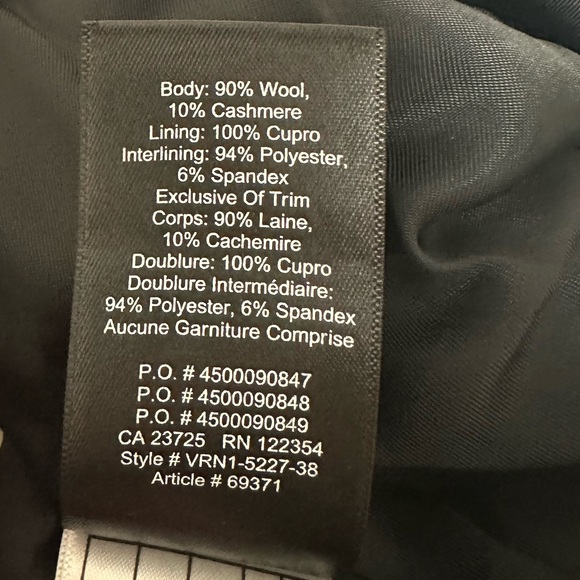 Body: 90% Wool,
10% Cashmere
Lining: 100% Cupro
Interlining: 94% Polyester,
6% Spandex
Exclusive Of Trim
Corps: 90% Laine,
10% Cachemire
Doublure: 100% Cupro
Doublure Intermédiaire:
94% Polyester, 6% Spandex
Aucune Garniture Comprise
P.O. # 4500090847
P.O. # 4500090848
P.O. # 4500090849
CA 23725 RN 122354
Style # VRN1-5227-38
Article # 69371